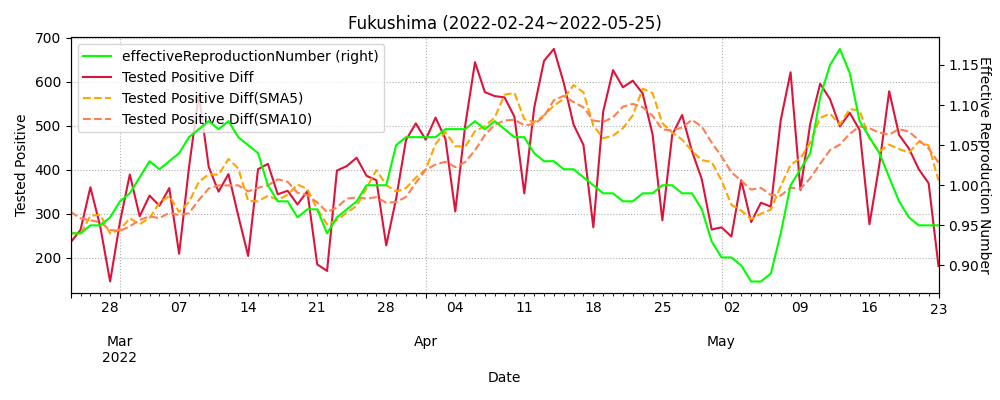 Fukushima (2022-02-24~2022-05-25)
effectiveReproductionNumber (right)
Tested Positive Diff
Tested Positive Diff(SMA5)
Tested Positive Diff(SMA10)
Tested Positive
700
600
500
400
300
200
1.15
1.10
1.05
1.00
0.95
0.90
Effective Reproduction Number
28 07 14 21 28 04 11 18 25 02 09 16 23
Mar Apr May
2022
Date